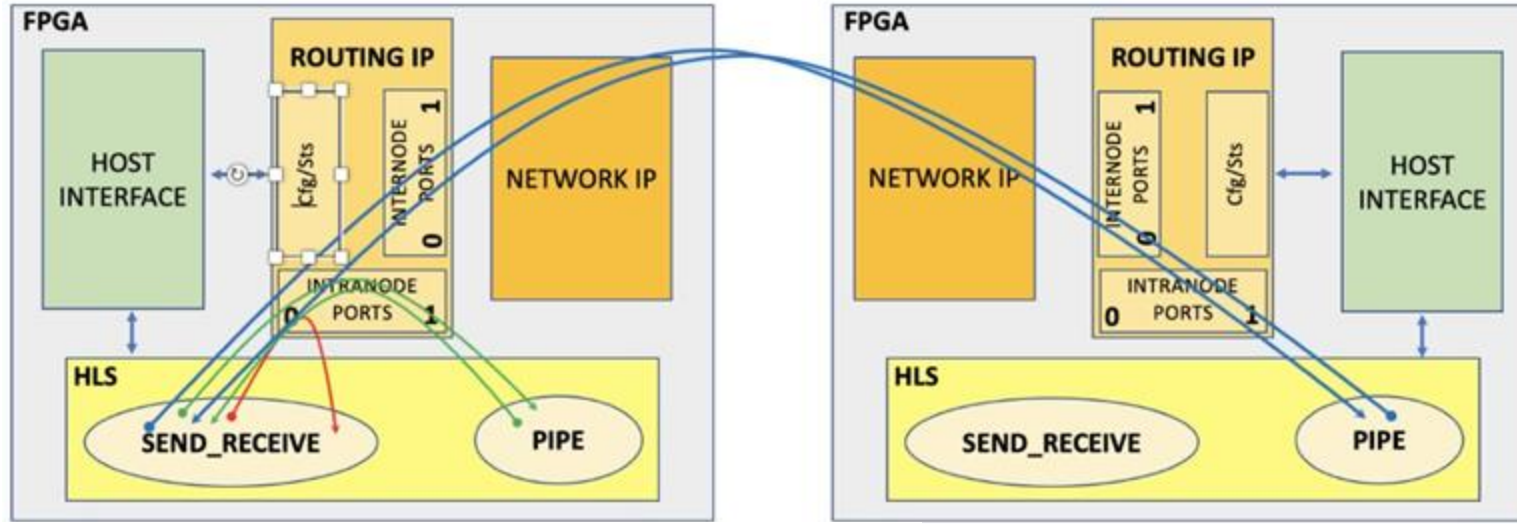 FPGA
ROUTING IP
HOST
INTERFACE
Cfg/Sts
INTERNODE
PORTS
1
0
NETWORK IP
INTRANODE
PORTS
0
1
HLS
SEND_RECEIVE
PIPE
FPGA
NETWORK IP
ROUTING IP
INTERNODE
PORTS
1
0
Cfg/Sts
HOST
INTERFACE
INTRANODE
PORTS
0
1
HLS
SEND_RECEIVE
PIPE